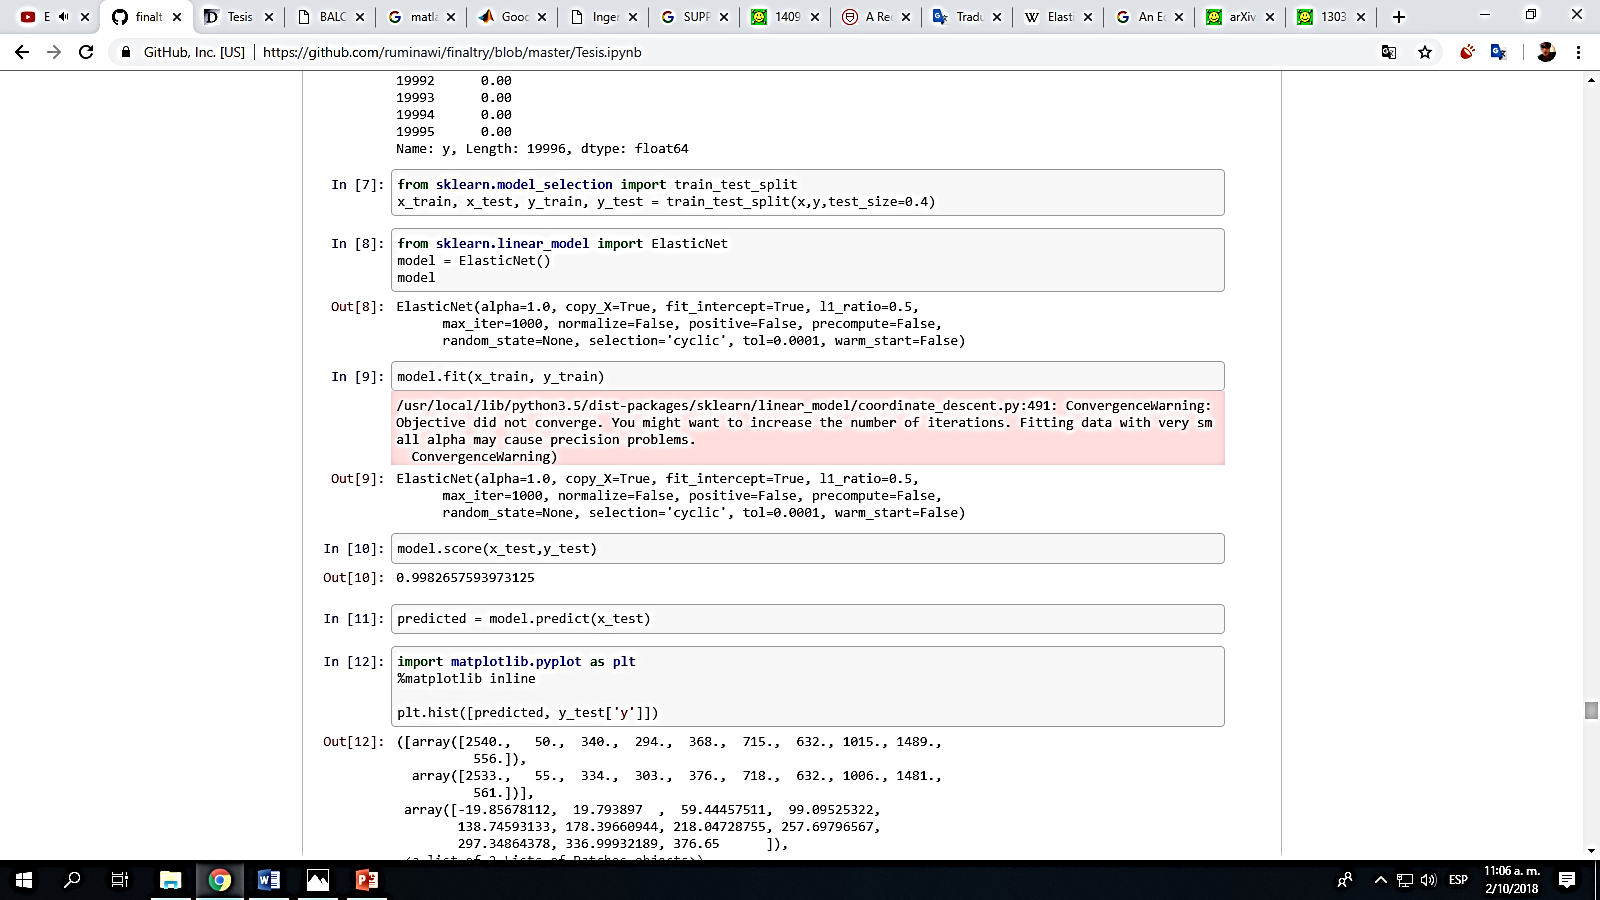 E
finalt
Tesis
BALC
matla
Good
Inger
SUPP
1409
A Re
Tradu
Elasti
An E
arXiv
1303
GitHub, Inc. [US] | https://github.com/ruminawi/finaltry/blob/master/Tesis.ipynb
19992 0.00
19993 0.00
19994 0.00
19995 0.00
Name: y, Length: 19996, dtype: float64
In [7]: from sklearn.model_selection import train_test_split
x_train, x_test, y_train, y_test = train_test_split(x,y,test_size=0.4)
In [8]: from sklearn.linear_model import ElasticNet
model = ElasticNet()
model
Out[8]: ElasticNet(alpha=1.0, copy_X=True, fit_intercept=True, l1_ratio=0.5,
max_iter=1000, normalize=False, positive=False, precompute=False,
random_state=None, selection='cyclic', tol=0.0001, warm_start=False)
In [9]: model.fit(x_train, y_train)
/usr/local/lib/python3.5/dist-packages/sklearn/linear_model/coordinate_descent.py:491: ConvergenceWarning:
Objective did not converge. You might want to increase the number of iterations. Fitting data with very sm
all alpha may cause precision problems.
ConvergenceWarning)
Out[9]: ElasticNet(alpha=1.0, copy_X=True, fit_intercept=True, l1_ratio=0.5,
max_iter=1000, normalize=False, positive=False, precompute=False,
random_state=None, selection='cyclic', tol=0.0001, warm_start=False)
In [10]: model.score(x_test,y_test)
Out[10]: 0.9982657593973125
In [11]: predicted = model.predict(x_test)
In [12]: import matplotlib.pyplot as plt
%matplotlib inline
plt.hist([predicted, y_test['y']])
Out[12]: ([array([2540., 50., 340., 294., 368., 715., 632., 1015., 1489.,
556.]),
array([2533., 55., 334., 303., 376., 718., 632., 1006., 1481.,
561.])],
array([-19.85678112, 19.793897 , 59.44457511, 99.09525322,
138.74593133, 178.39660944, 218.04728755, 257.69796567,
297.34864378, 336.99932189, 376.65 ]),
<a list of 2 Lists of Patches objects>)
ESP
11:06 a. m.
2/10/2018